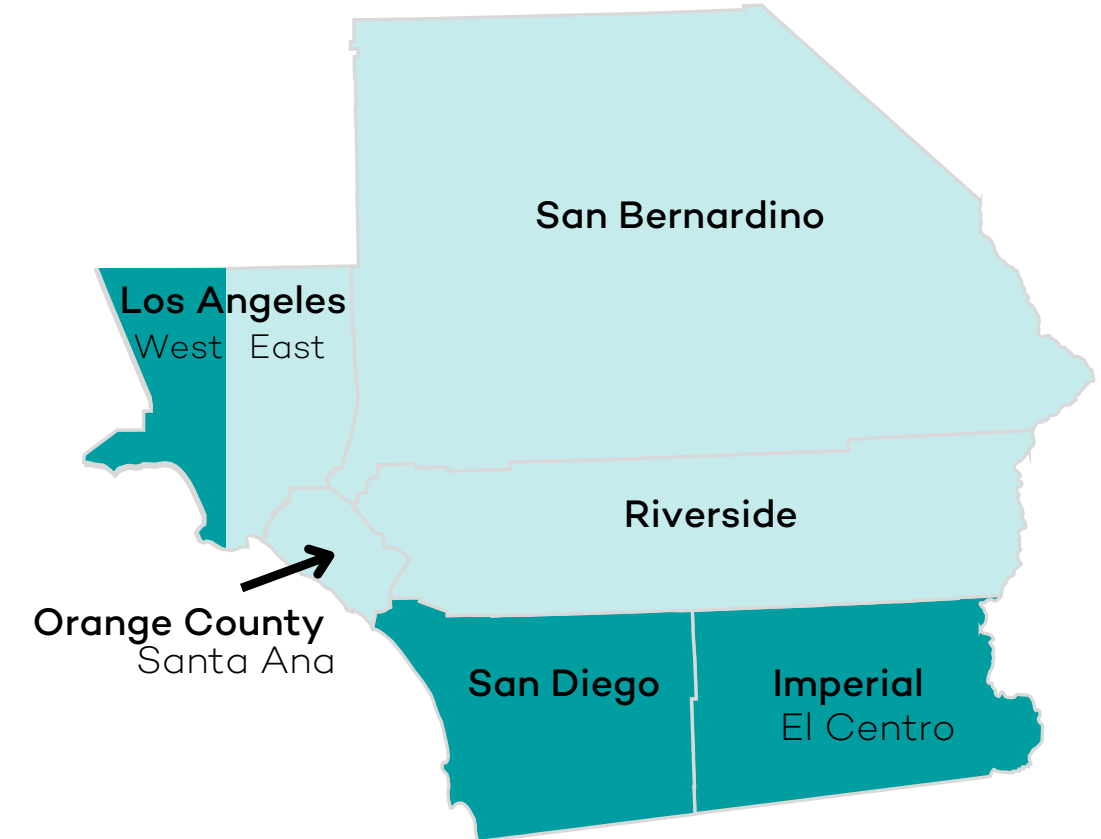 San Bernardino
Los Angeles
West East
Riverside
Orange County
Santa Ana
San Diego
Imperial
El Centro